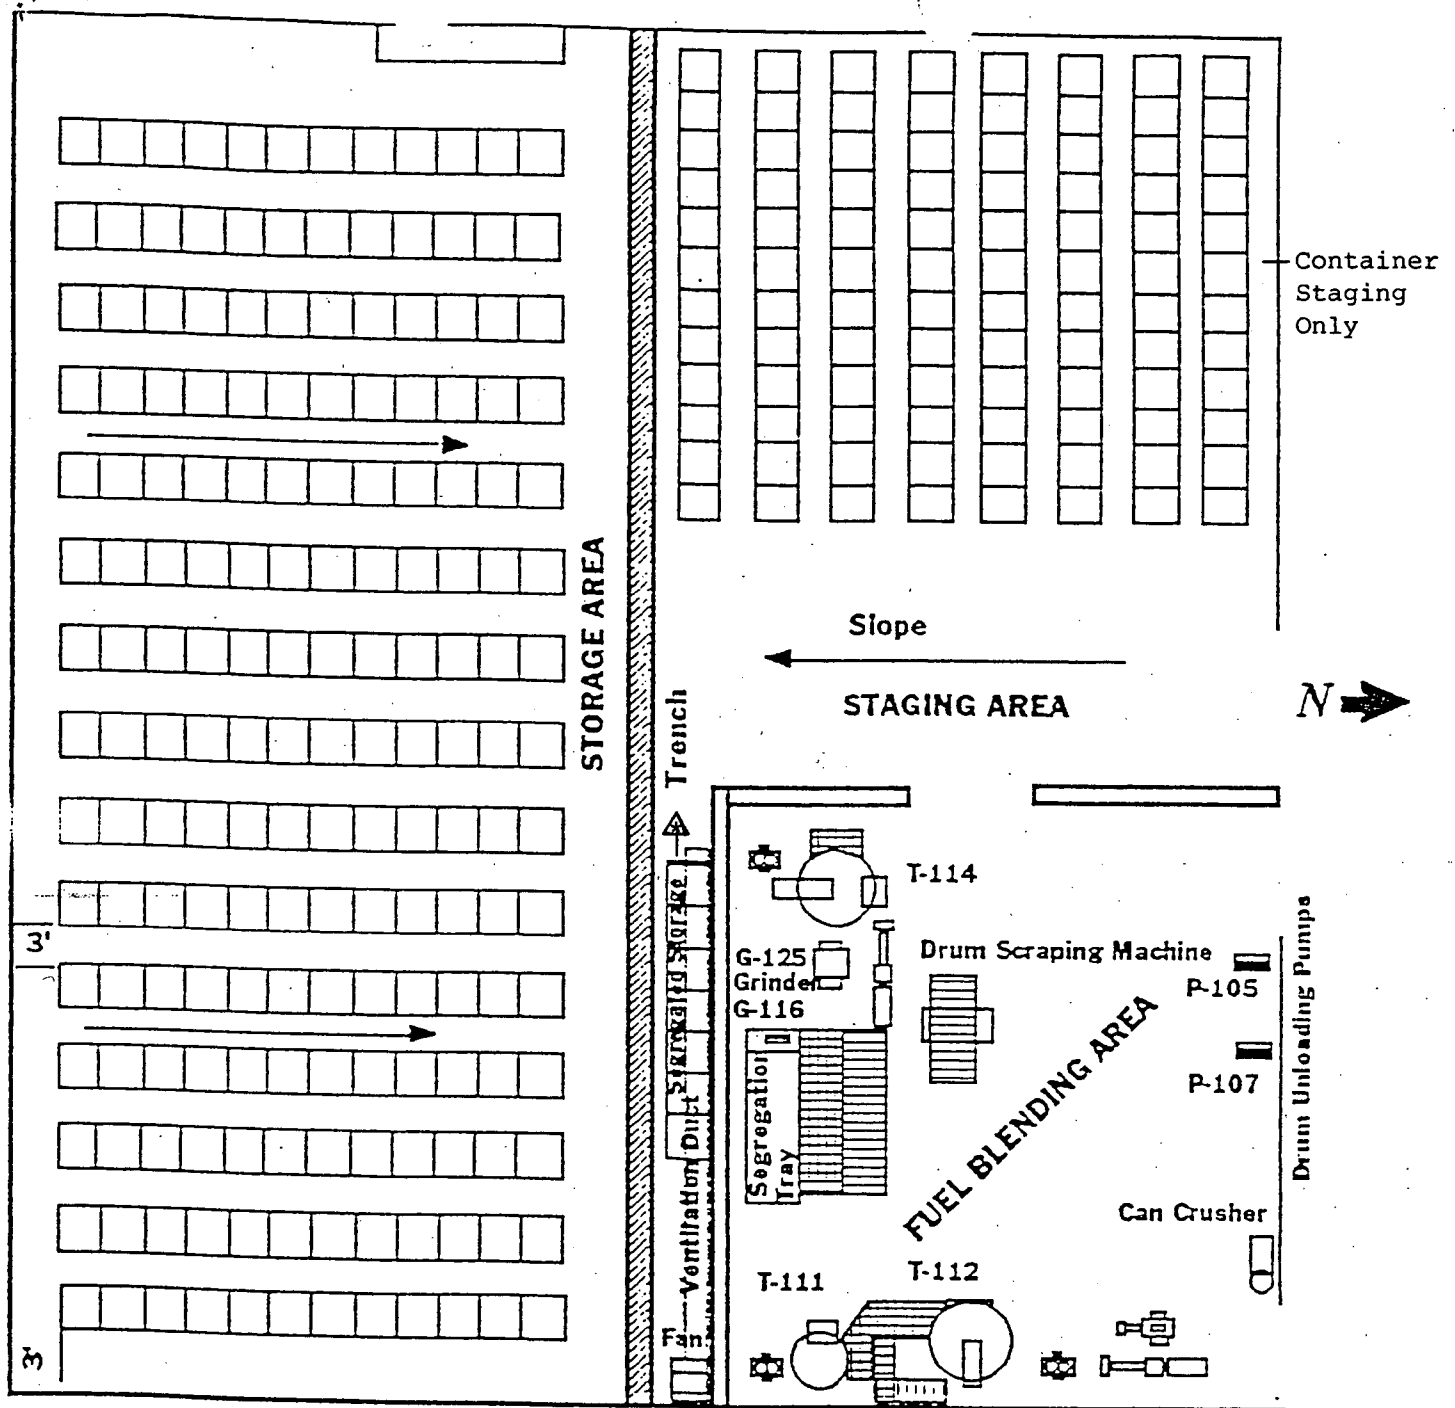 Container
Staging
Only
Slope
STORAGE AREA
STAGING AREA
N
Trench
T-114
Segregated Storage
3'
G-125
Grinder
G-116
Drum Scraping Machine
P-105
P-107
Drum Unloading Pumps
Segregation
Tray
FUEL BLENDING AREA
Ventilation Duct
Can Crusher
T-111
T-112
Fan
3'